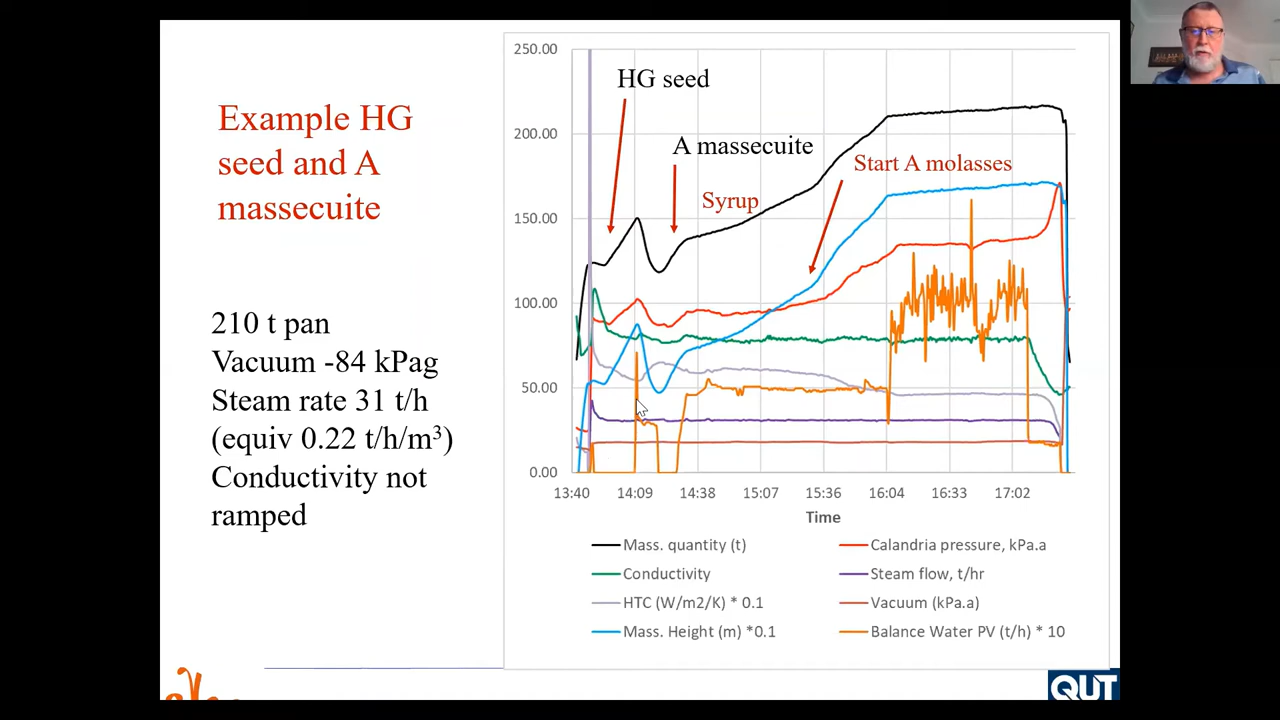 Example HG
seed and A
massecuite
210 t pan
Vacuum -84 kPag
Steam rate 31 t/h
(equiv 0.22 t/h/m³)
Conductivity not
ramped
250.00
200.00
150.00
100.00
50.00
0.00
HG seed
A massecuite
Syrup
Start A molasses
13:40 14:09 14:38 15:07 15:36 16:04 16:33 17:02
Time
Mass. quantity (t)
Calandria pressure, kPa.a
Conductivity
Steam flow, t/hr
HTC (W/m2/K) * 0.1
Vacuum (kPa.a)
Mass. Height (m) *0.1
Balance Water PV (t/h) * 10
QUT